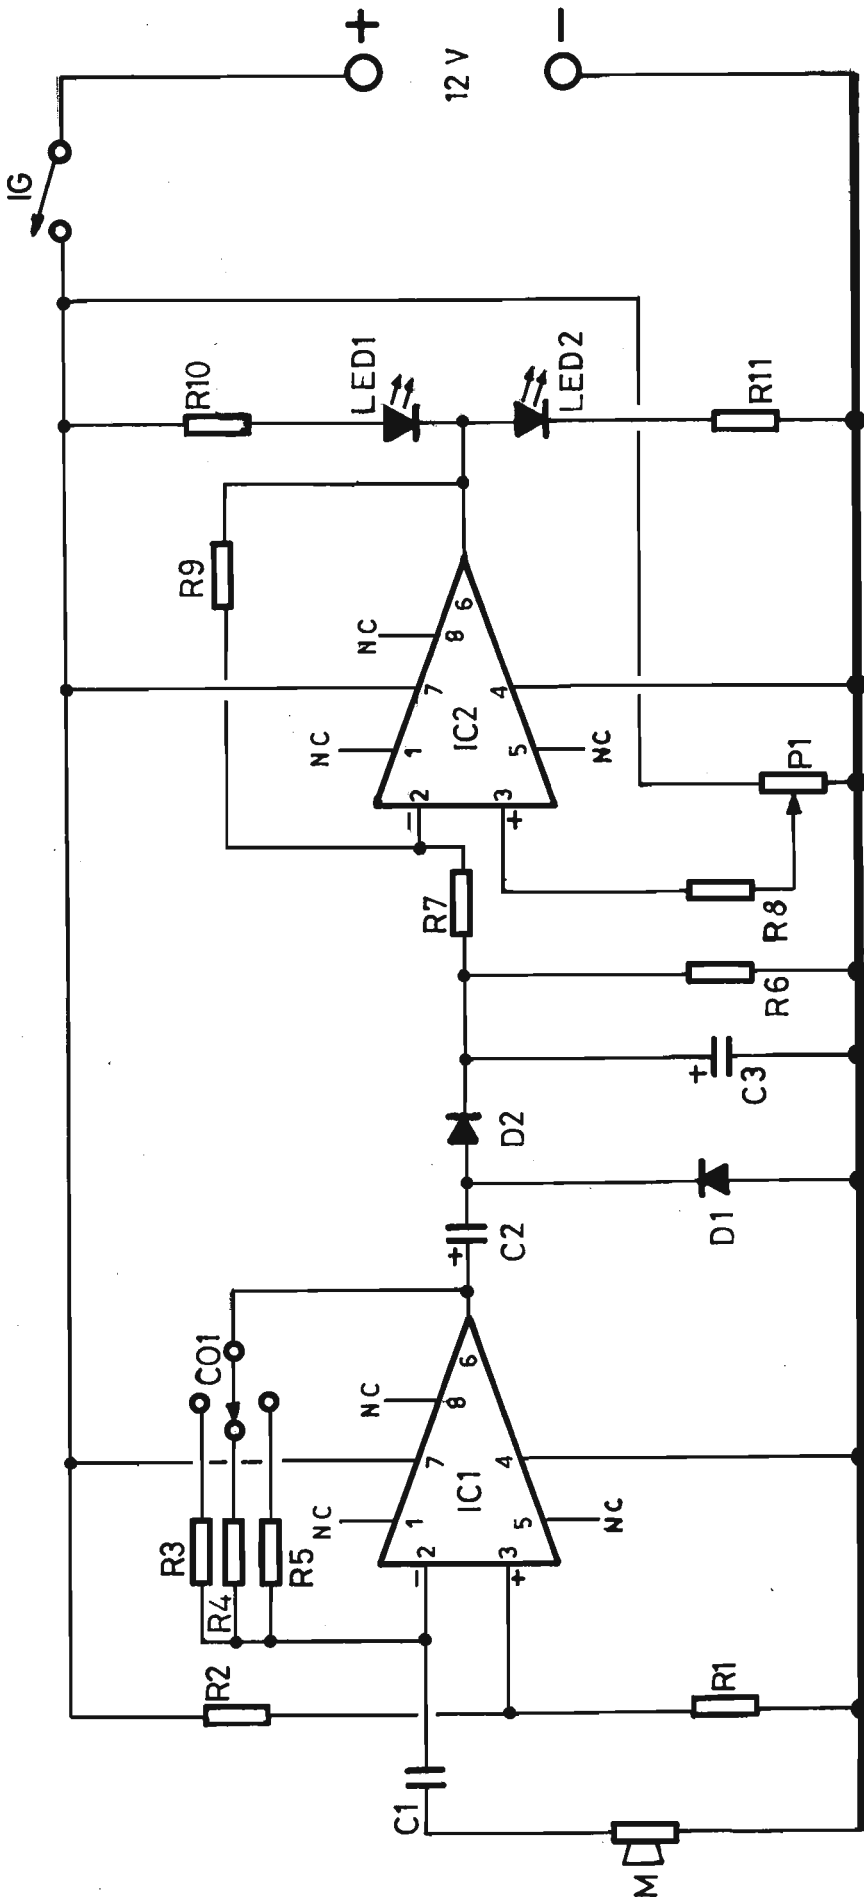 IG
+
12 V
−
R10
LED1
LED2
R11
R9
NC
8
6
7
4
IC2
NC
1
5
NC
2
−
3
+
P1
R7
R8
R6
+
C3
D2
D1
+
C2
CO1
NC
8
6
7
4
IC1
NC
1
5
NC
R3
R4
R5
2
−
3
+
R2
R1
C1
M